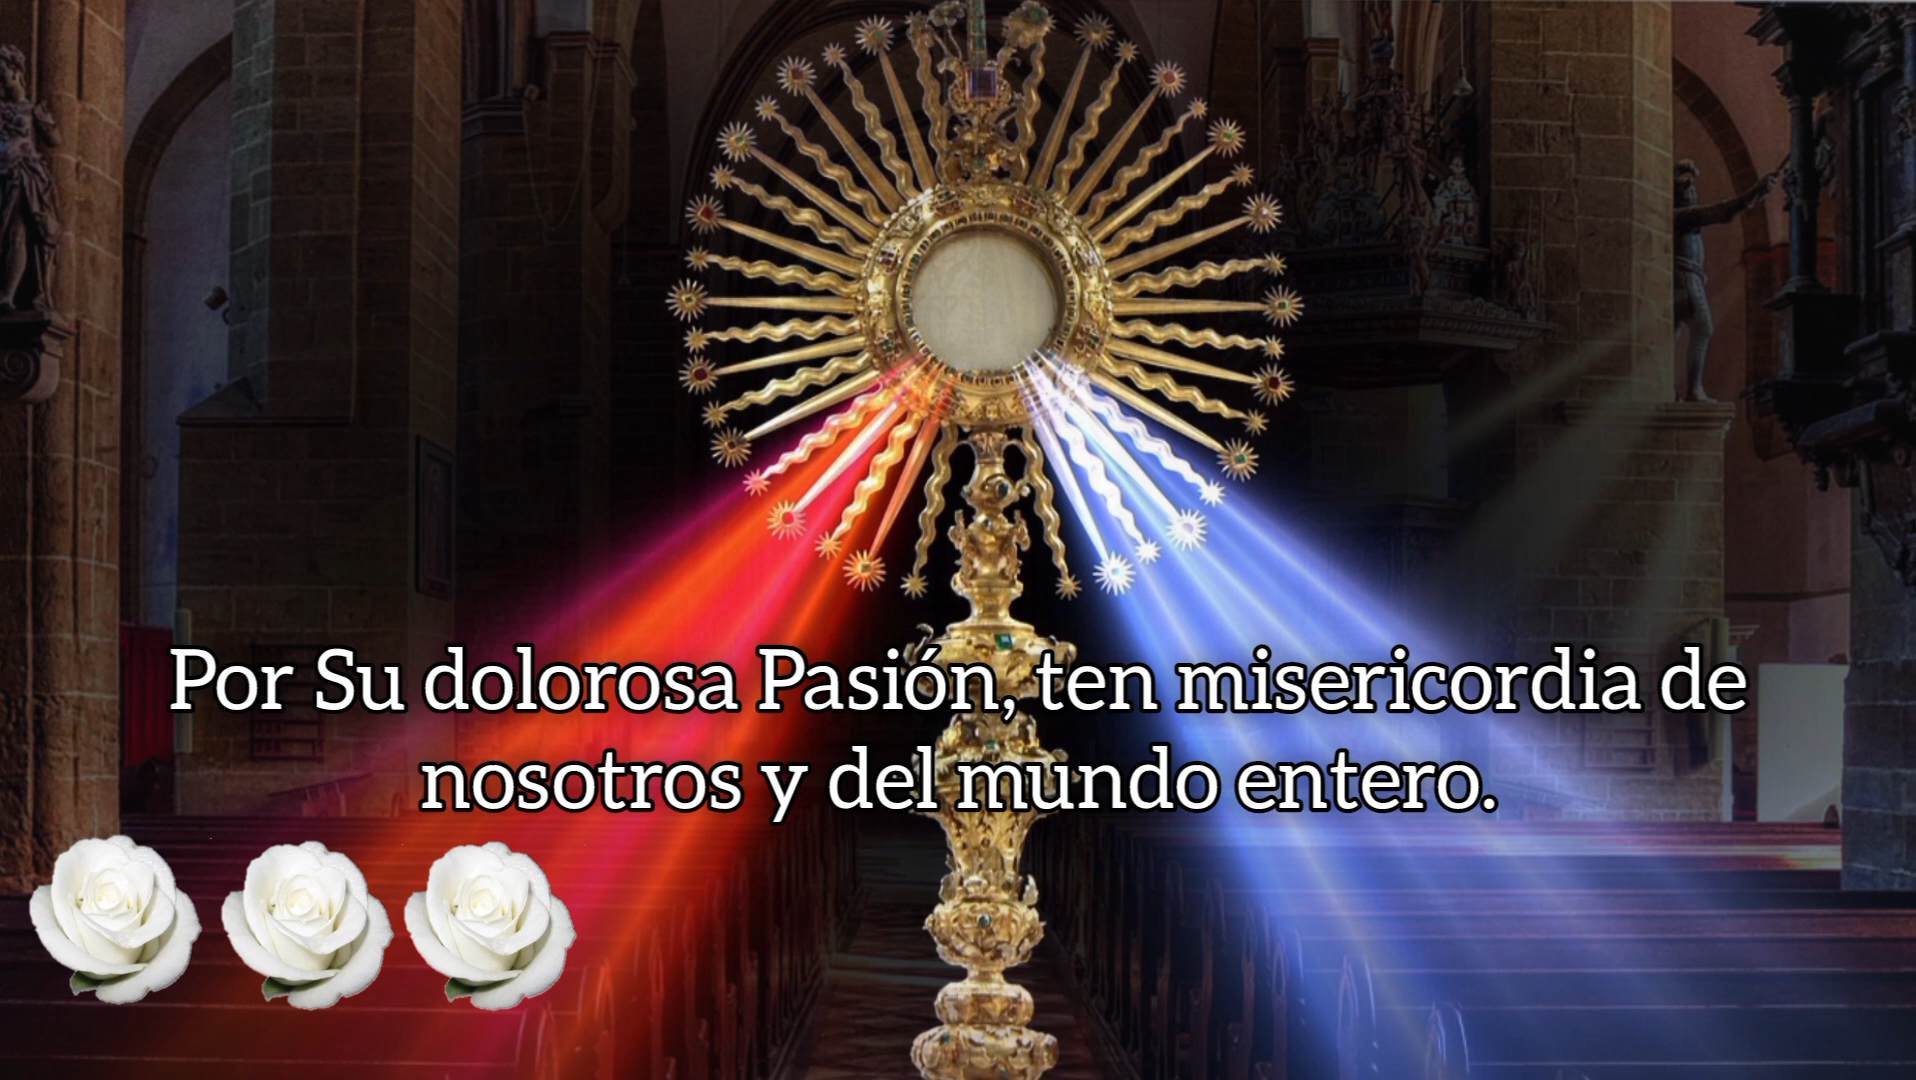 Por Su dolorosa Pasión, ten misericordia de
nosotros y del mundo entero.